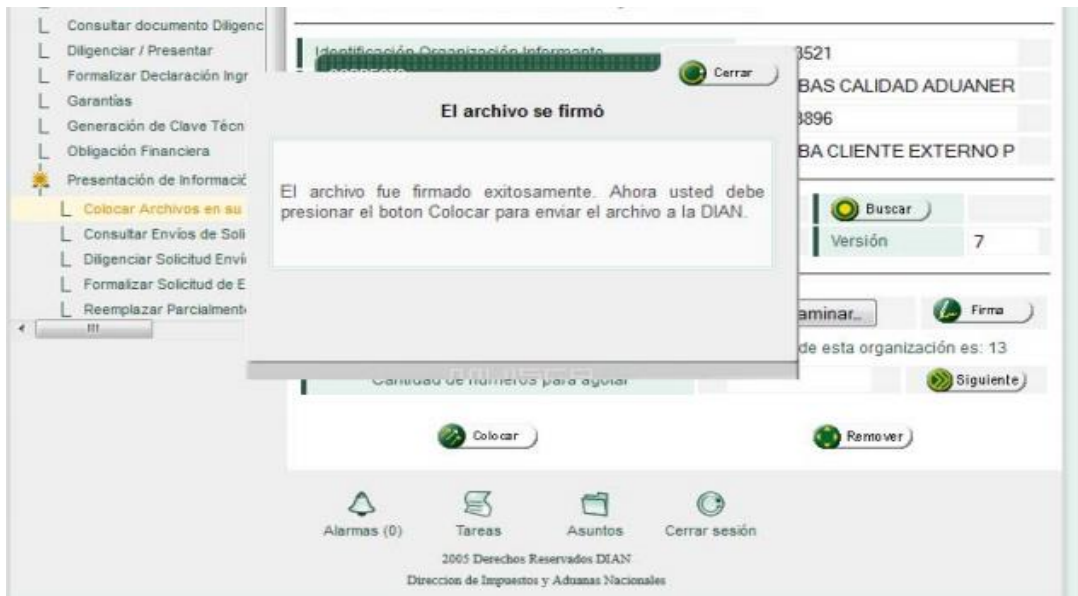 Consultar documento Diligenc
Diligenciar / Presentar
Formalizar Declaración Ingr
Garantías
Generación de Clave Técn
Obligación Financiera
Presentación de Informació
Colocar Archivos en su
Consultar Envíos de Soli
Diligenciar Solicitud Envi
Formalizar Solicitud de E
Reemplazar Parcialment
Identificación Organización Informante
3521
BAS CALIDAD ADUANER
3896
BA CLIENTE EXTERNO P
CORRECTO
Cerrar
El archivo se firmó
El archivo fue firmado exitosamente. Ahora usted debe
presionar el boton Colocar para enviar el archivo a la DIAN.
Buscar
Versión 7
aminar... Firma
de esta organización es: 13
MUISCA
Cantidad de números para agotar
Siguiente
Colocar Remover
Alarmas (0) Tareas Asuntos Cerrar sesión
2005 Derechos Reservados DIAN
Direccion de Impuestos y Aduanas Nacionales